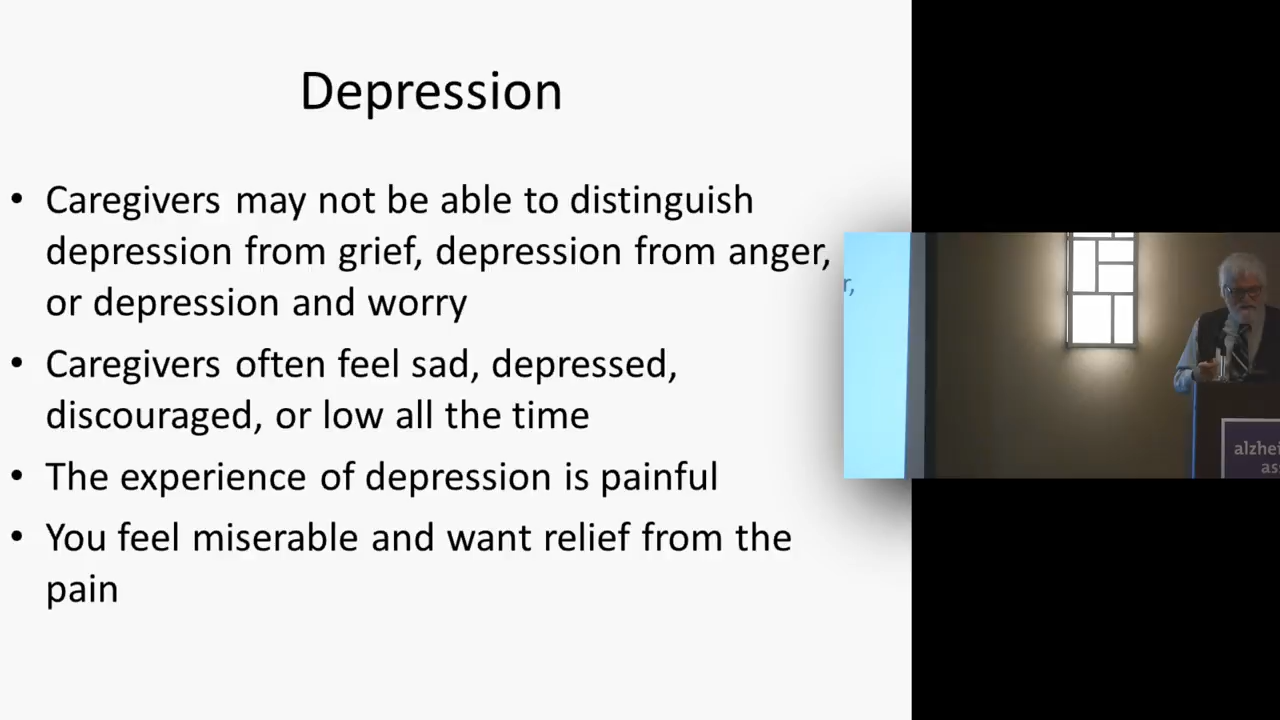 Depression
• Caregivers may not be able to distinguish
depression from grief, depression from anger,
or depression and worry
• Caregivers often feel sad, depressed,
discouraged, or low all the time
• The experience of depression is painful
• You feel miserable and want relief from the
pain
r,
alzhei
as